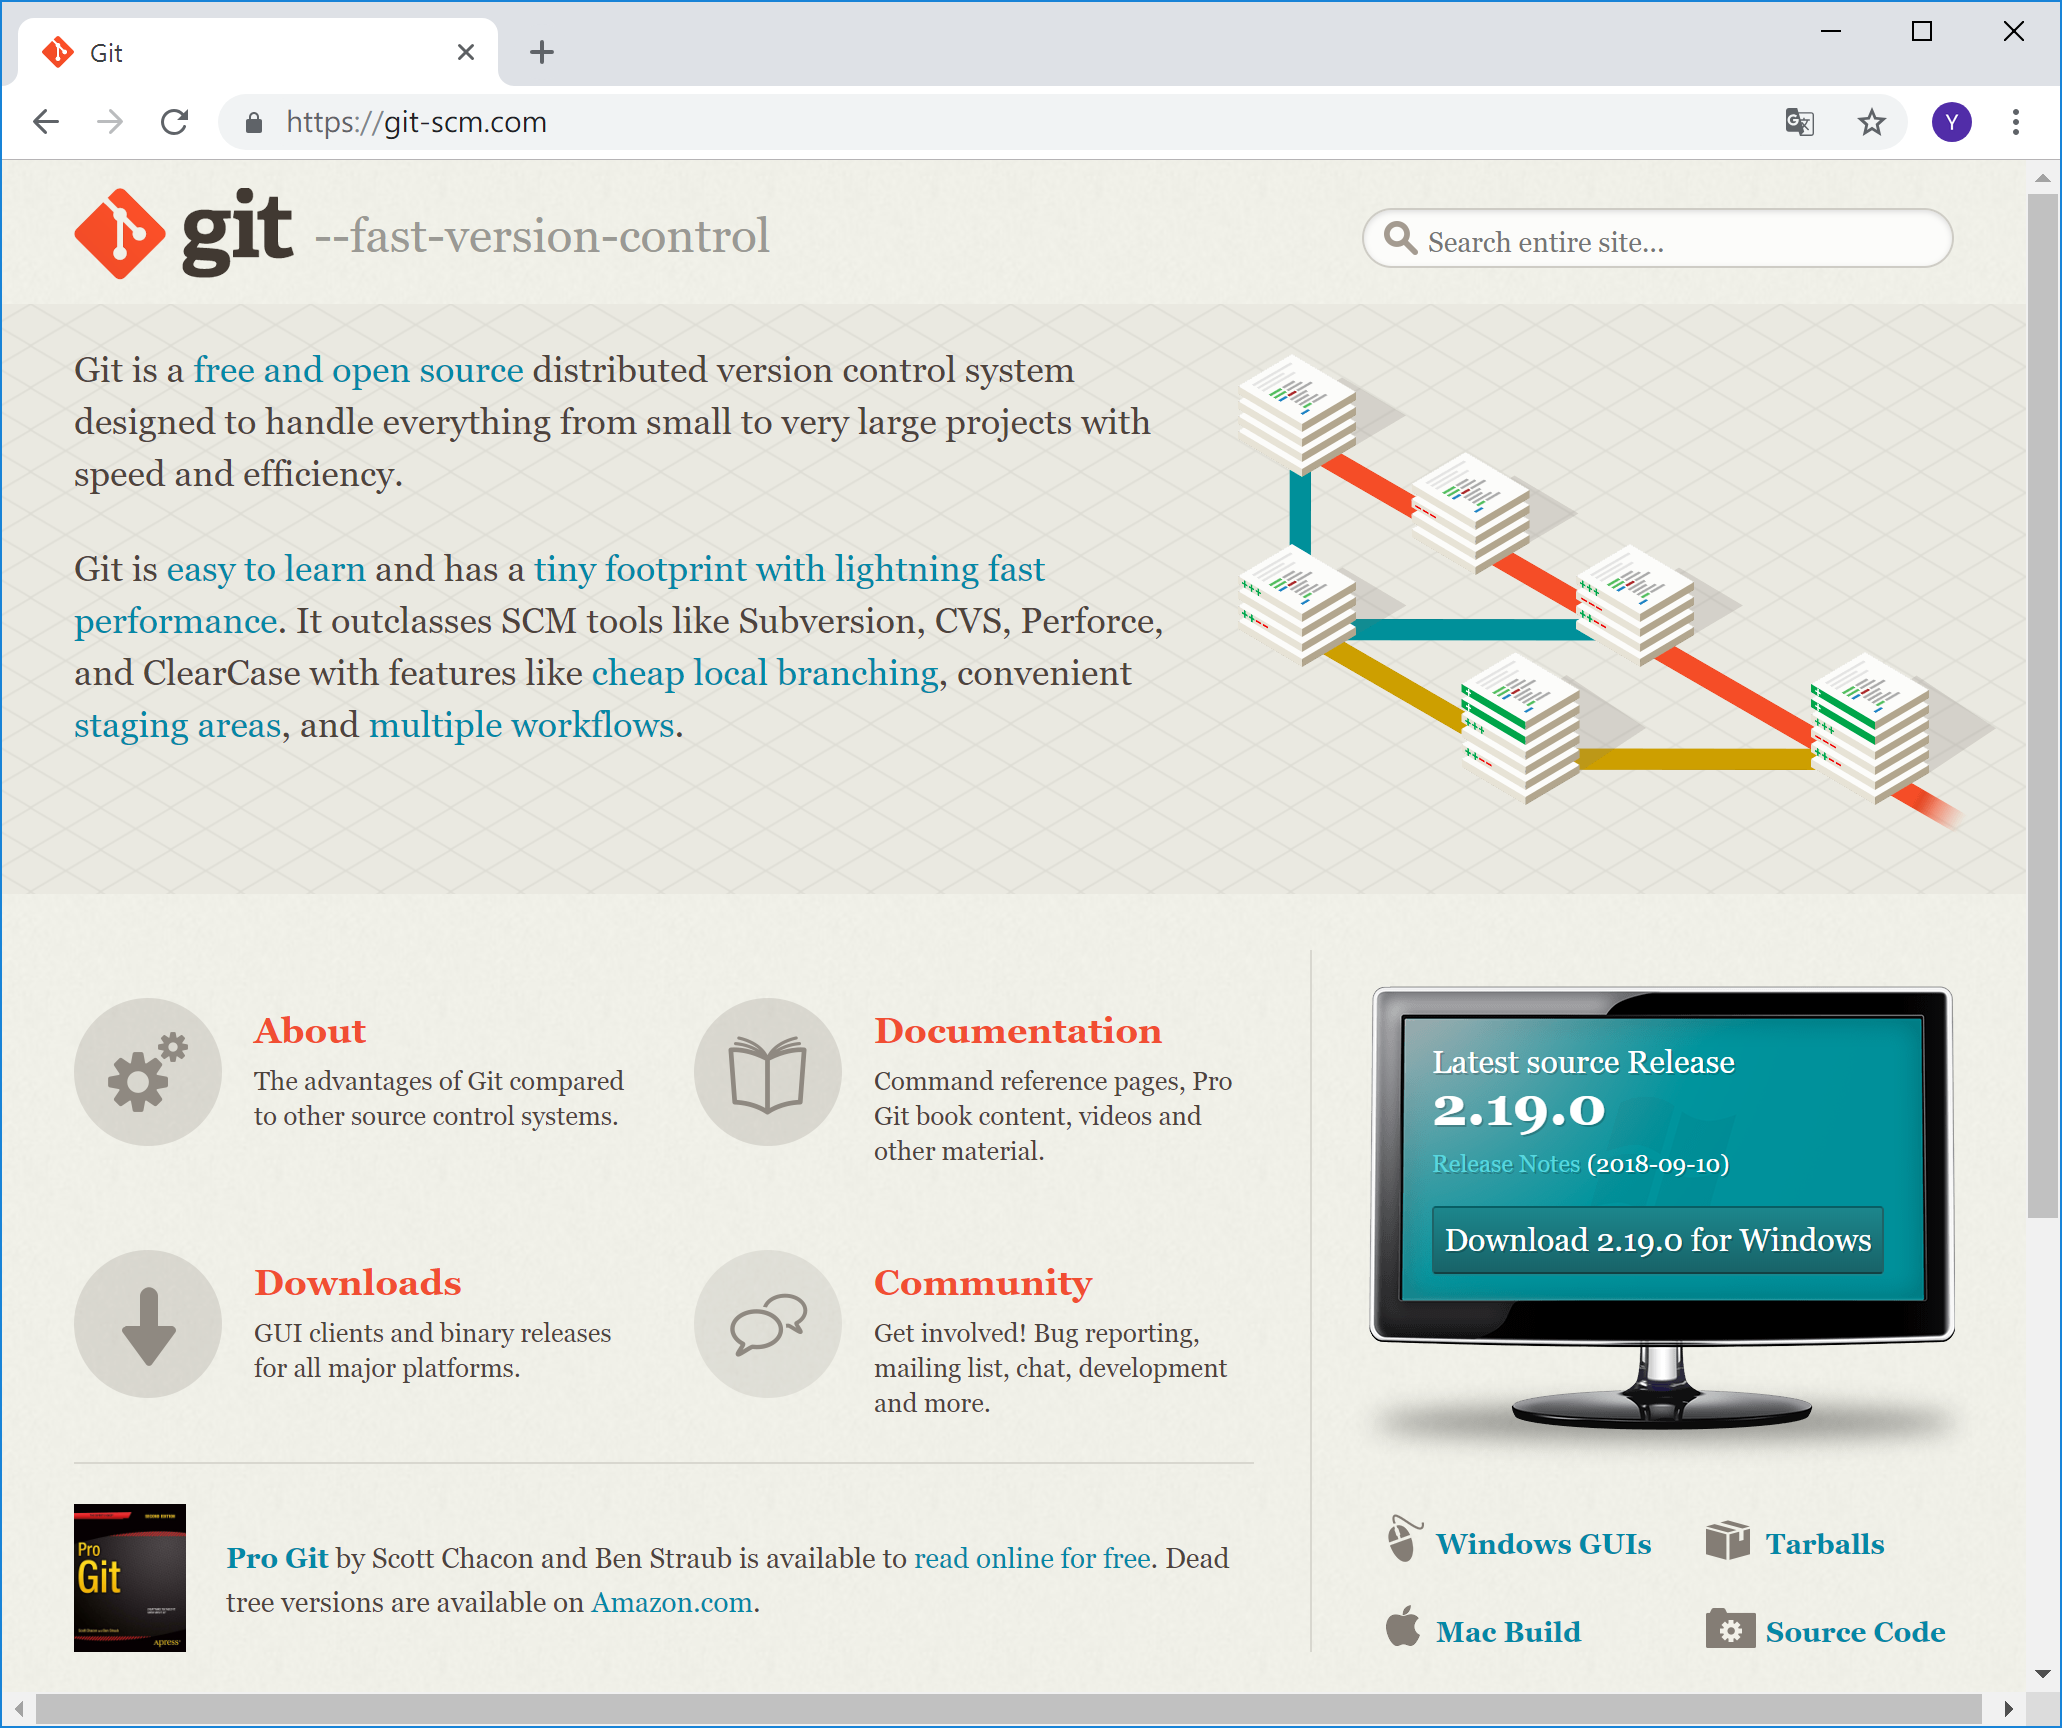 Git
https://git-scm.com
Y
git --fast-version-control
Search entire site...
Git is a free and open source distributed version control system
designed to handle everything from small to very large projects with
speed and efficiency.
Git is easy to learn and has a tiny footprint with lightning fast
performance. It outclasses SCM tools like Subversion, CVS, Perforce,
and ClearCase with features like cheap local branching, convenient
staging areas, and multiple workflows.
About
The advantages of Git compared
to other source control systems.
Documentation
Command reference pages, Pro
Git book content, videos and
other material.
Downloads
GUI clients and binary releases
for all major platforms.
Community
Get involved! Bug reporting,
mailing list, chat, development
and more.
Latest source Release
2.19.0
Release Notes (2018-09-10)
Download 2.19.0 for Windows
SECOND EDITION
Pro
Git
Apress
Pro Git by Scott Chacon and Ben Straub is available to read online for free. Dead
tree versions are available on Amazon.com.
Windows GUIs
Tarballs
Mac Build
Source Code